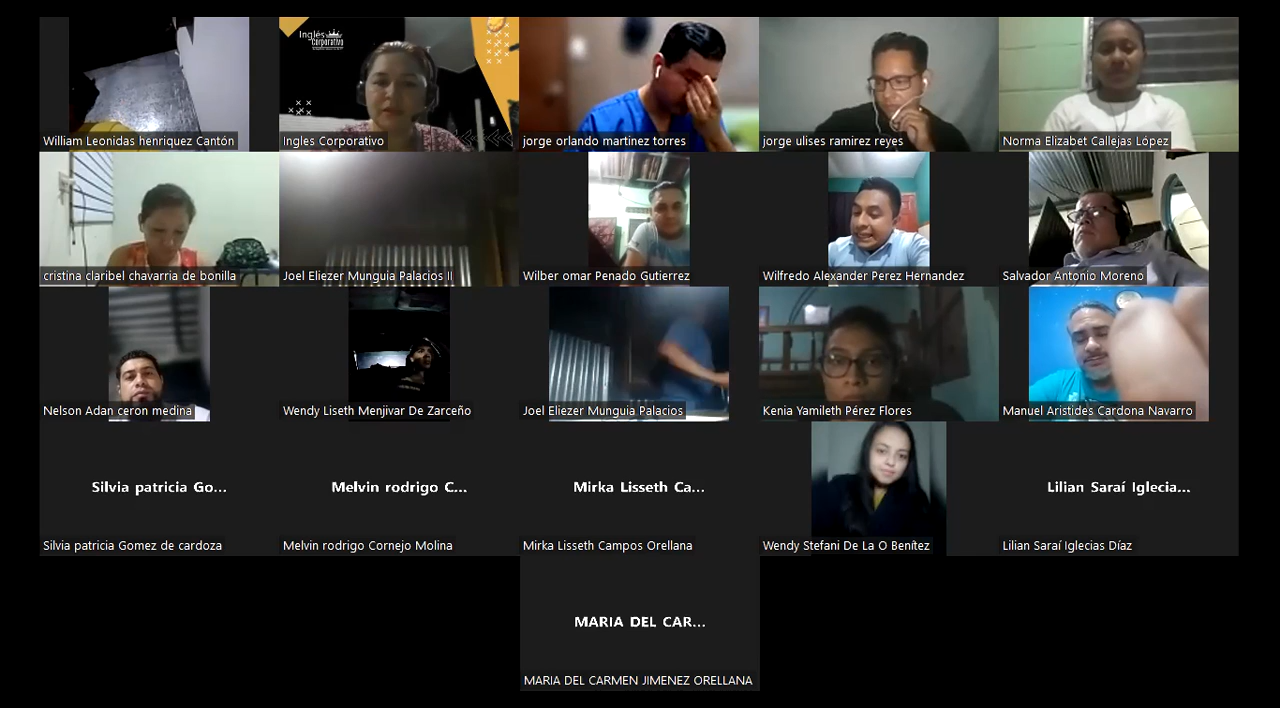 William Leonidas henriquez Cantón
Inglés
Corporativo
Ingles Corporativo
jorge orlando martinez torres
jorge ulises ramirez reyes
Norma Elizabet Callejas López
cristina claribel chavarria de bonilla
Joel Eliezer Munguia Palacios II
Wilber omar Penado Gutierrez
Wilfredo Alexander Perez Hernandez
Salvador Antonio Moreno
Nelson Adan ceron medina
Wendy Liseth Menjivar De Zarceño
Joel Eliezer Munguia Palacios
Kenia Yamileth Pérez Flores
Manuel Aristides Cardona Navarro
Silvia patricia Go...
Silvia patricia Gomez de cardoza
Melvin rodrigo C...
Melvin rodrigo Cornejo Molina
Mirka Lisseth Ca...
Mirka Lisseth Campos Orellana
Wendy Stefani De La O Benítez
Lilian Saraí Iglecia...
Lilian Saraí Iglecias Díaz
MARIA DEL CAR...
MARIA DEL CARMEN JIMENEZ ORELLANA